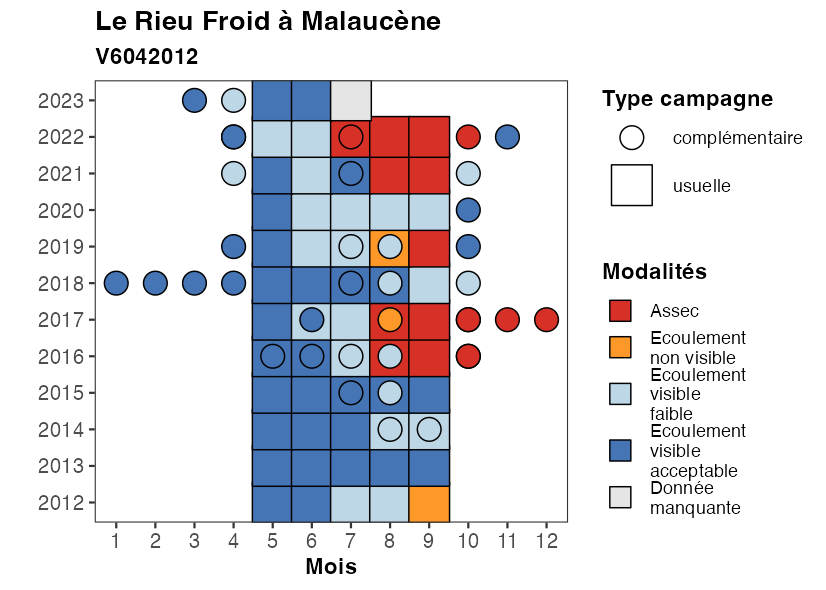 Le Rieu Froid à Malaucène
V6042012
2023
2022
2021
2020
2019
2018
2017
2016
2015
2014
2013
2012
1 2 3 4 5 6 7 8 9 10 11 12
Mois
Type campagne
complémentaire
usuelle
Modalités
Assec
Ecoulement
non visible
Ecoulement
visible
faible
Ecoulement
visible
acceptable
Donnée
manquante